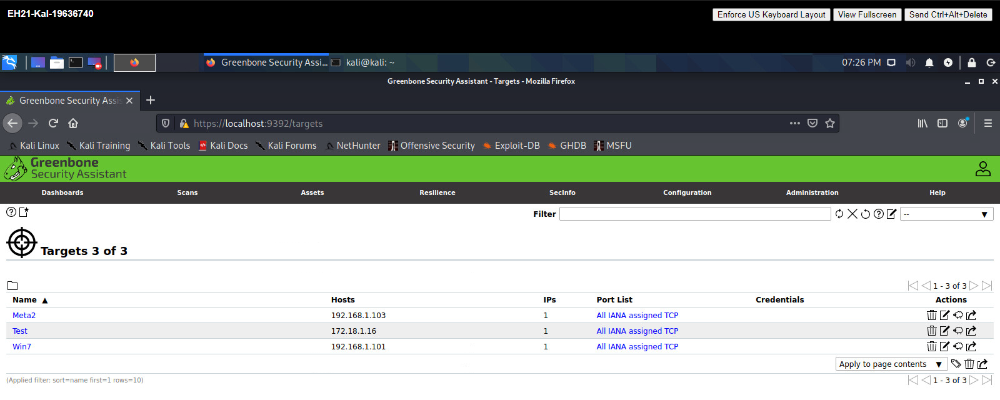 EH21-Kal-19636740
Enforce US Keyboard Layout View Fullscreen Send Ctrl+Alt+Delete
Greenbone Security Assi... kali@kali: ~ 07:26 PM
Greenbone Security Assistant - Targets - Mozilla Firefox
Greenbone Security Assis
https://localhost:9392/targets
Kali Linux Kali Training Kali Tools Kali Docs Kali Forums NetHunter Offensive Security Exploit-DB GHDB MSFU
Greenbone
Security Assistant
Dashboards Scans Assets Resilience SecInfo Configuration Administration Help
Filter --
Targets 3 of 3
1 - 3 of 3
Name ▲ Hosts IPs Port List Credentials Actions
Meta2 192.168.1.103 1 All IANA assigned TCP
Test 172.18.1.16 1 All IANA assigned TCP
Win7 192.168.1.101 1 All IANA assigned TCP
Apply to page contents ▼
(Applied filter: sort=name first=1 rows=10) 1 - 3 of 3